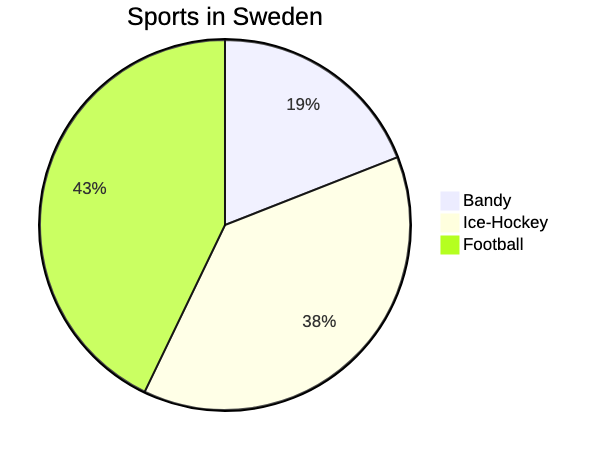 Sports in Sweden
19%
43%
38%
Bandy
Ice-Hockey
Football